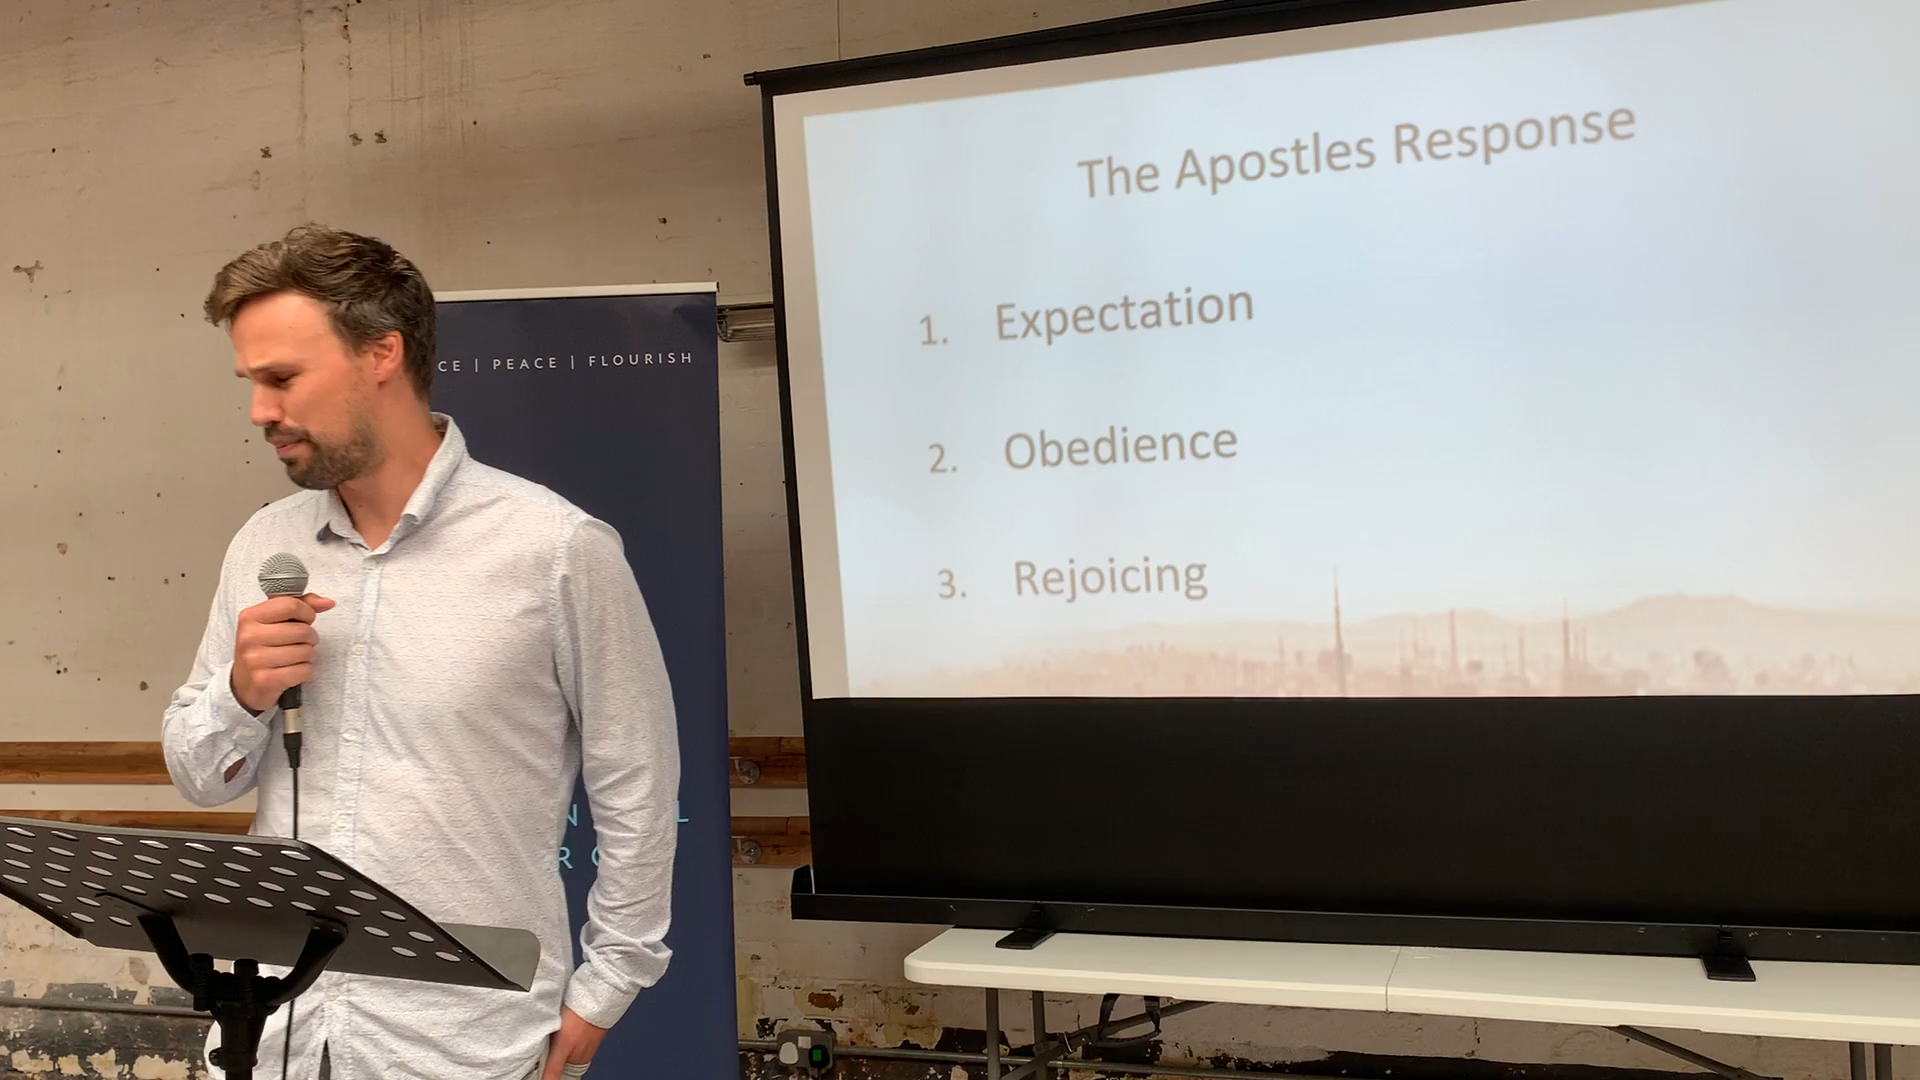 The Apostles Response
1. Expectation
2. Obedience
3. Rejoicing
CE | PEACE | FLOURISH
N L
R